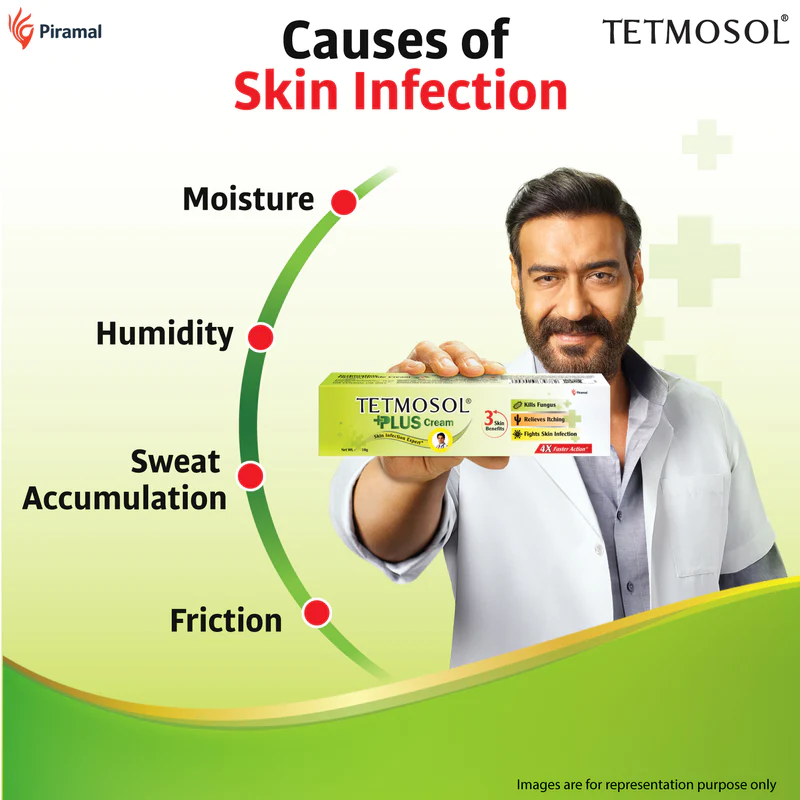 Piramal
TETMOSOL®
Causes of
Skin Infection
Moisture
Humidity
Sweat
Accumulation
Friction
TETMOSOL®
PLUS Cream
Skin Infection Expert*
3 Skin
Benefits
Kills Fungus
Relieves Itching
Fights Skin Infection
4X Faster Action*
Piramal
Images are for representation purpose only